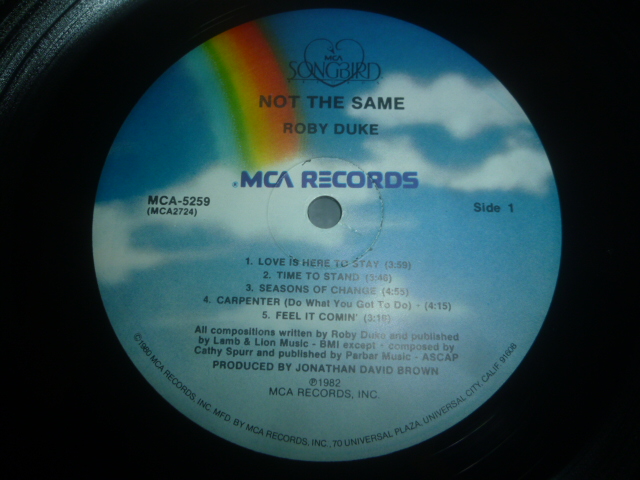 MCA
SONGBIRD
NOT THE SAME
ROBY DUKE
MCA RECORDS
MCA-5259
(MCA2724)
Side 1
1. LOVE IS HERE TO STAY (3:59)
2. TIME TO STAND (3:46)
3. SEASONS OF CHANGE (4:55)
4. CARPENTER (Do What You Got To Do) - (4:15)
5. FEEL IT COMIN' (3:16)
All compositions written by Roby Duke and published
by Lamb & Lion Music - BMI except - composed by
Cathy Spurr and published by Parbar Music - ASCAP
PRODUCED BY JONATHAN DAVID BROWN
℗1982
MCA RECORDS, INC.
©1980 MCA RECORDS, INC. MFD. BY MCA RECORDS, INC., 70 UNIVERSAL PLAZA, UNIVERSAL CITY, CALIF. 91608